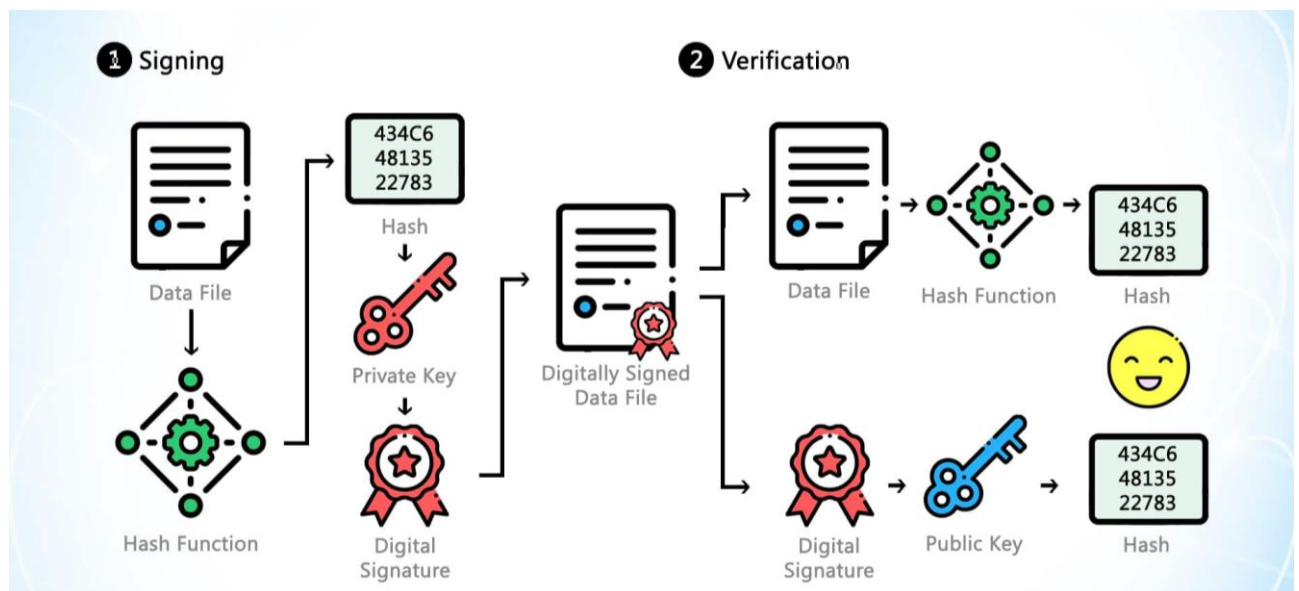 1 Signing
Data File
Hash Function
434C6
48135
22783
Hash
Private Key
Digital
Signature
Digitally Signed
Data File
2 Verification
Data File
Hash Function
434C6
48135
22783
Hash
Digital
Signature
Public Key
434C6
48135
22783
Hash